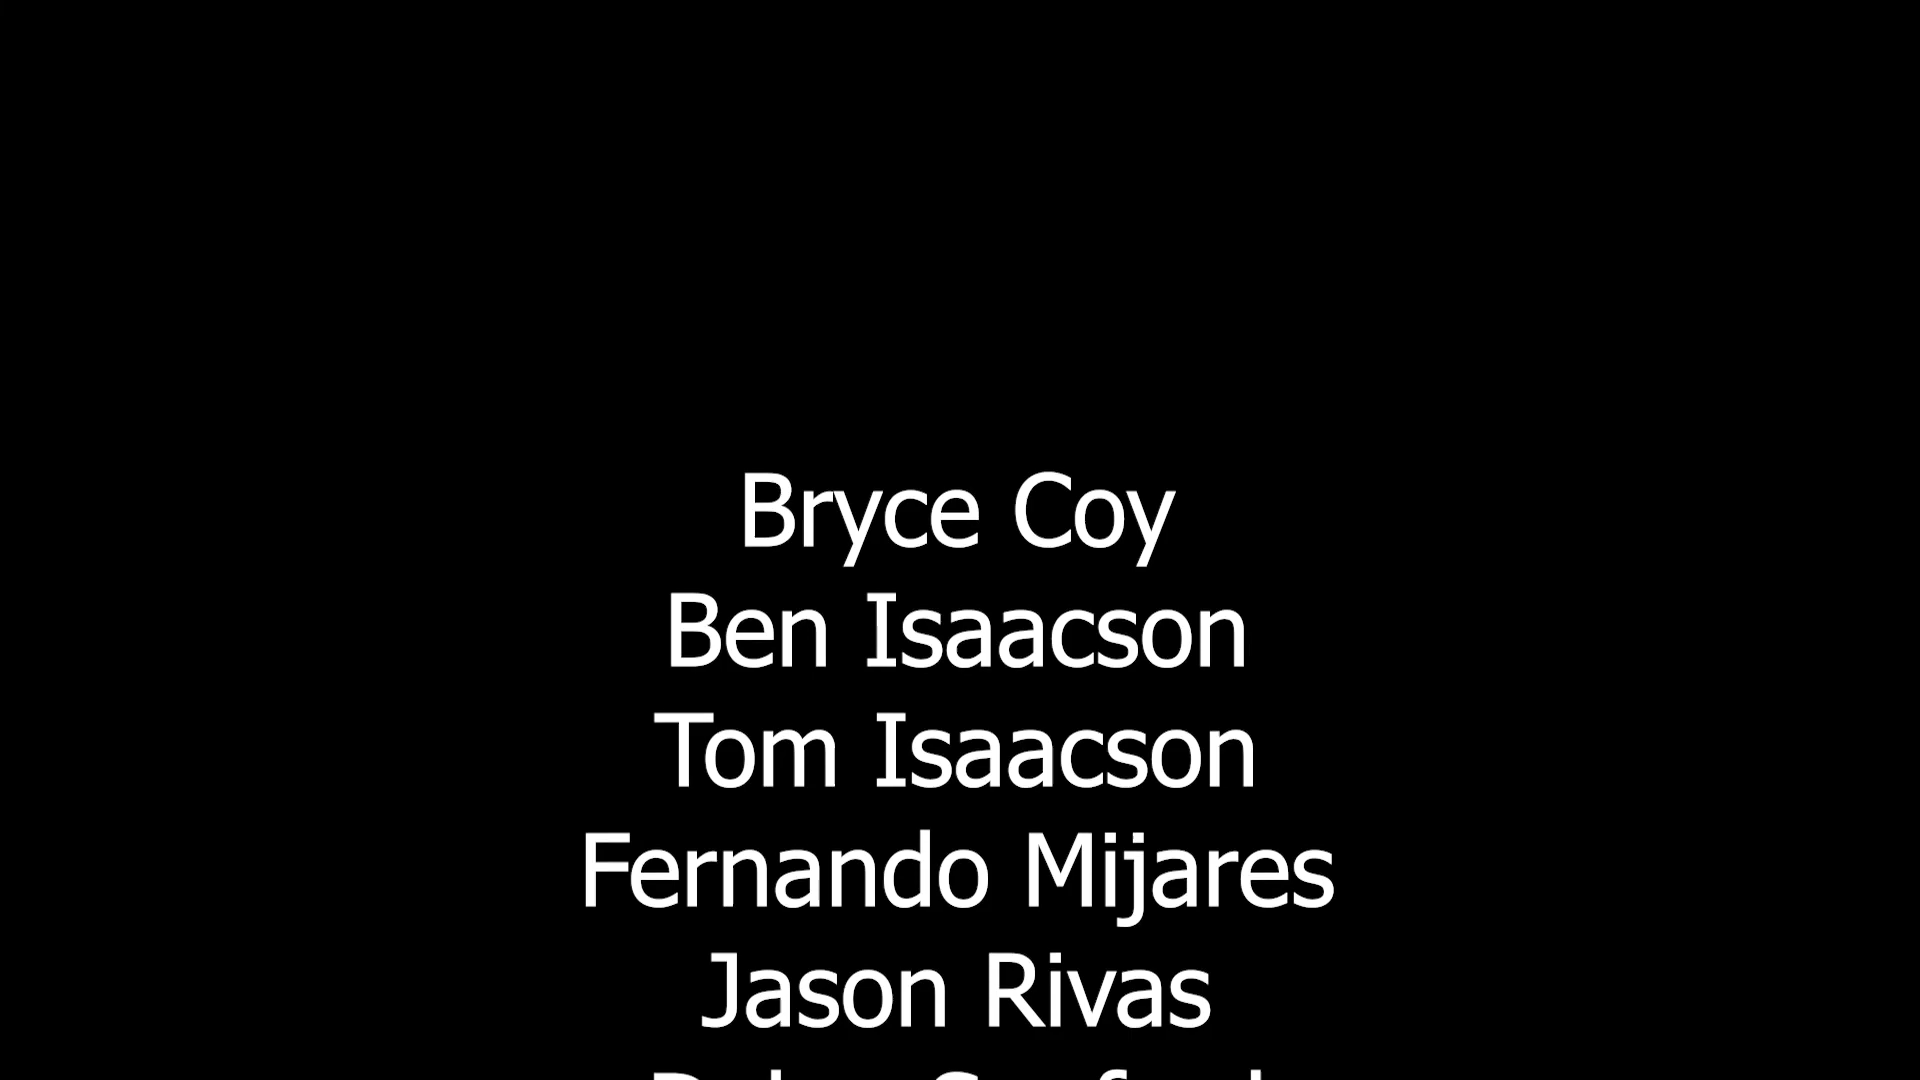 Bryce Coy
Ben Isaacson
Tom Isaacson
Fernando Mijares
Jason Rivas